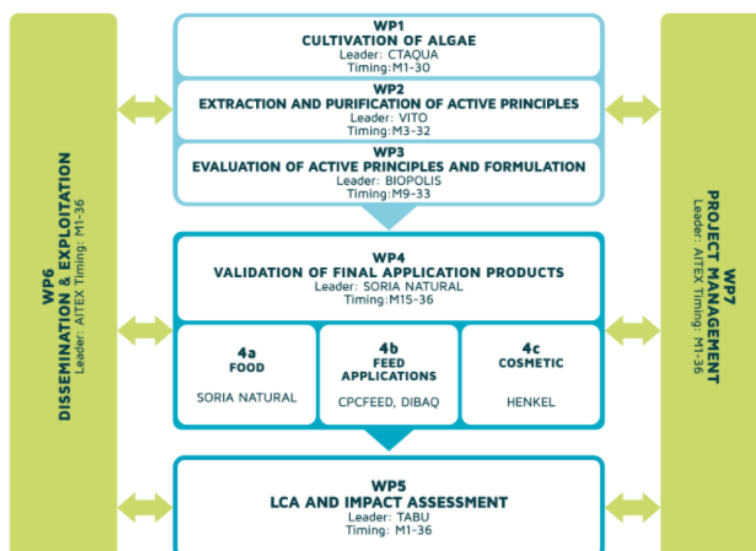 WP1
CULTIVATION OF ALGAE
Leader: CTAQUA
Timing:M1-30
WP2
EXTRACTION AND PURIFICATION OF ACTIVE PRINCIPLES
Leader: VITO
Timing:M3-32
WP3
EVALUATION OF ACTIVE PRINCIPLES AND FORMULATION
Leader: BIOPOLIS
Timing:M9-33
WP4
VALIDATION OF FINAL APPLICATION PRODUCTS
Leader: SORIA NATURAL
Timing:M15-36
4a
FOOD
SORIA NATURAL
4b
FEED
APPLICATIONS
CPCFEED, DIBAQ
4c
COSMETIC
HENKEL
WP5
LCA AND IMPACT ASSESSMENT
Leader: TABU
Timing: M1-36
WP6
DISSEMINATION & EXPLOITATION
Leader: AITEX Timing: M1-36
WP7
PROJECT MANAGEMENT
Leader: AITEX Timing: M1-36